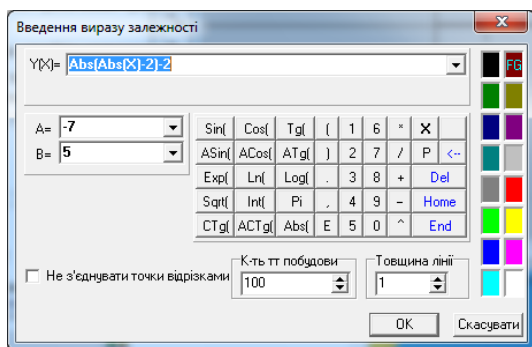 Введення виразу залежності
Y(X)= Abs(Abs(X)-2)-2
FG
A= -7
B= 5
Sin( Cos( Tg( ( 1 6 * X
ASin( ACos( ATg( ) 2 7 / P <--
Exp( Ln( Log( . 3 8 + Del
Sqrt( Int( Pi , 4 9 - Home
CTg( ACTg( Abs( E 5 0 ^ End
Не з'єднувати точки відрізками
К-ть тт побудови
100
Товщина лінії
1
OK
Скасувати